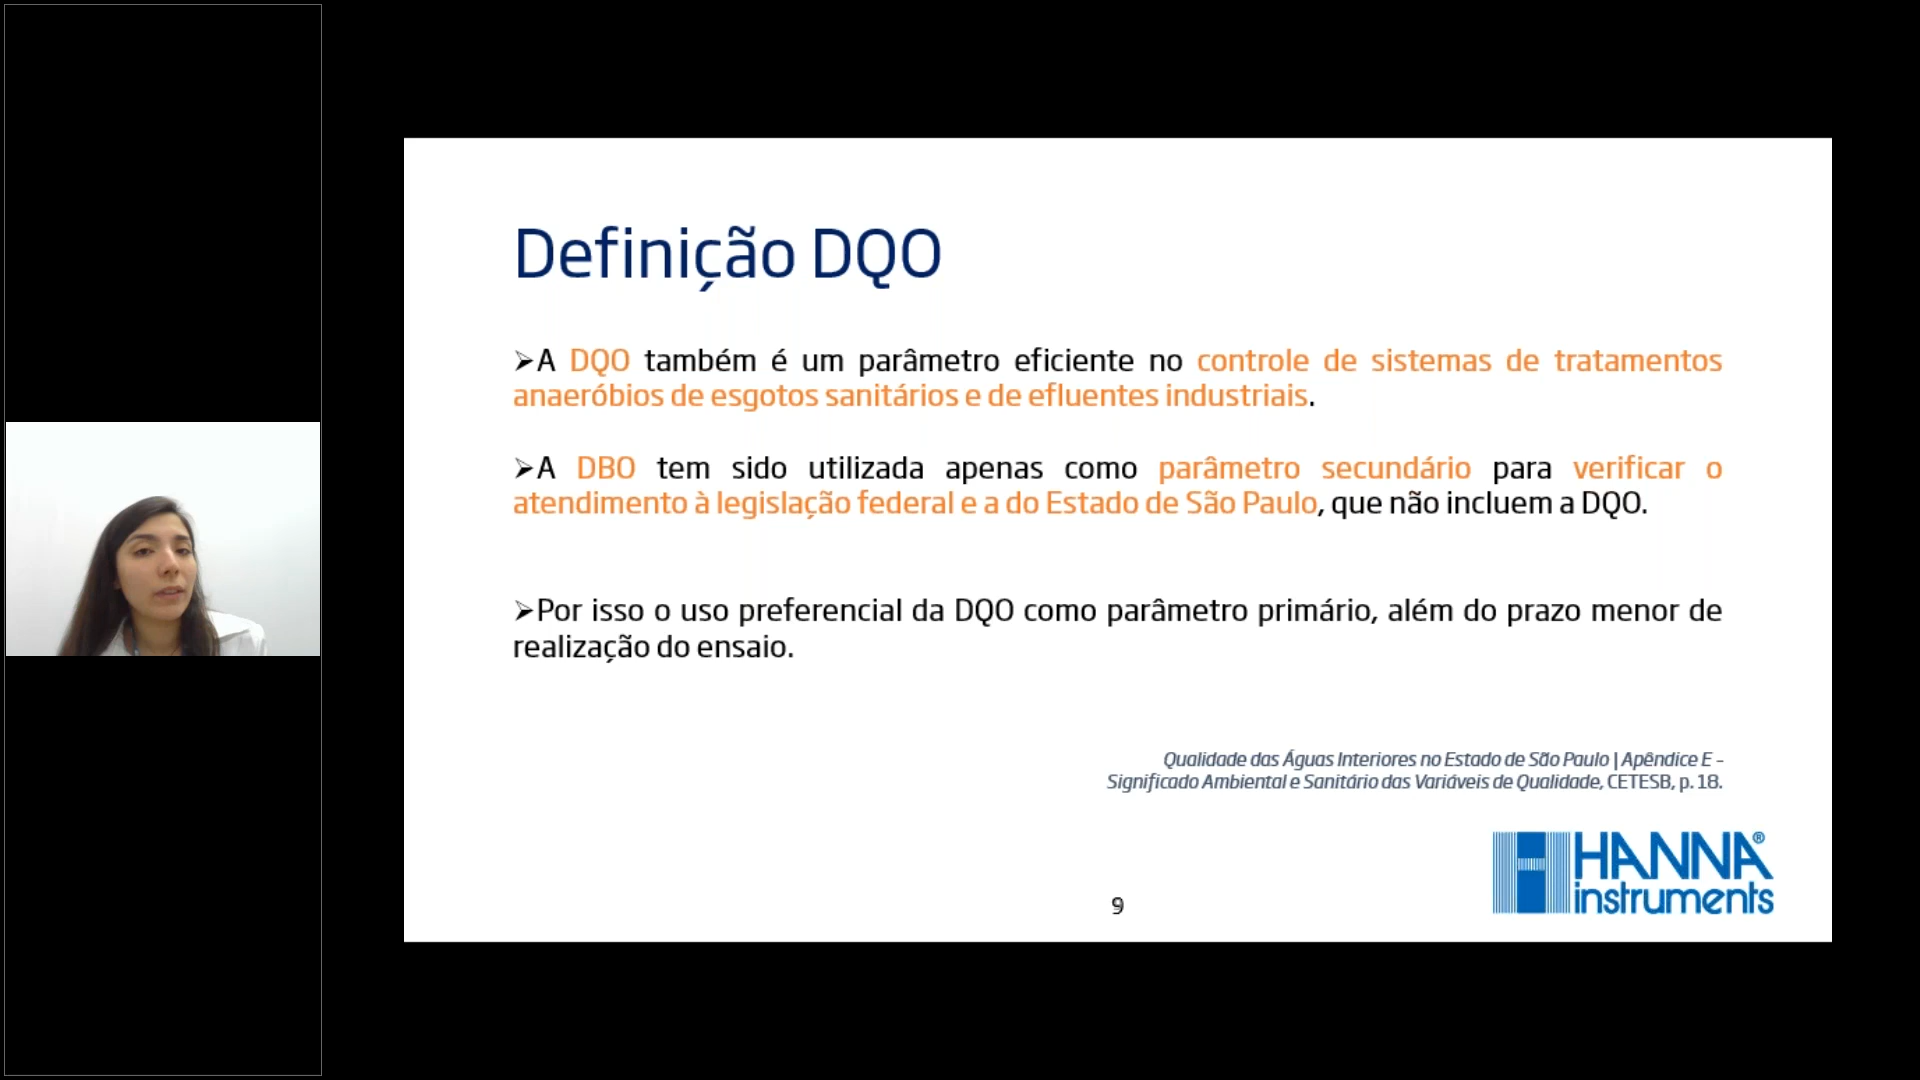 Definição DQO
➢A DQO também é um parâmetro eficiente no controle de sistemas de tratamentos
anaeróbios de esgotos sanitários e de efluentes industriais.
➢A DBO tem sido utilizada apenas como parâmetro secundário para verificar o
atendimento à legislação federal e a do Estado de São Paulo, que não incluem a DQO.
➢Por isso o uso preferencial da DQO como parâmetro primário, além do prazo menor de
realização do ensaio.
Qualidade das Águas Interiores no Estado de São Paulo | Apêndice E –
Significado Ambiental e Sanitário das Variáveis de Qualidade, CETESB, p. 18.
HANNA®
instruments
9